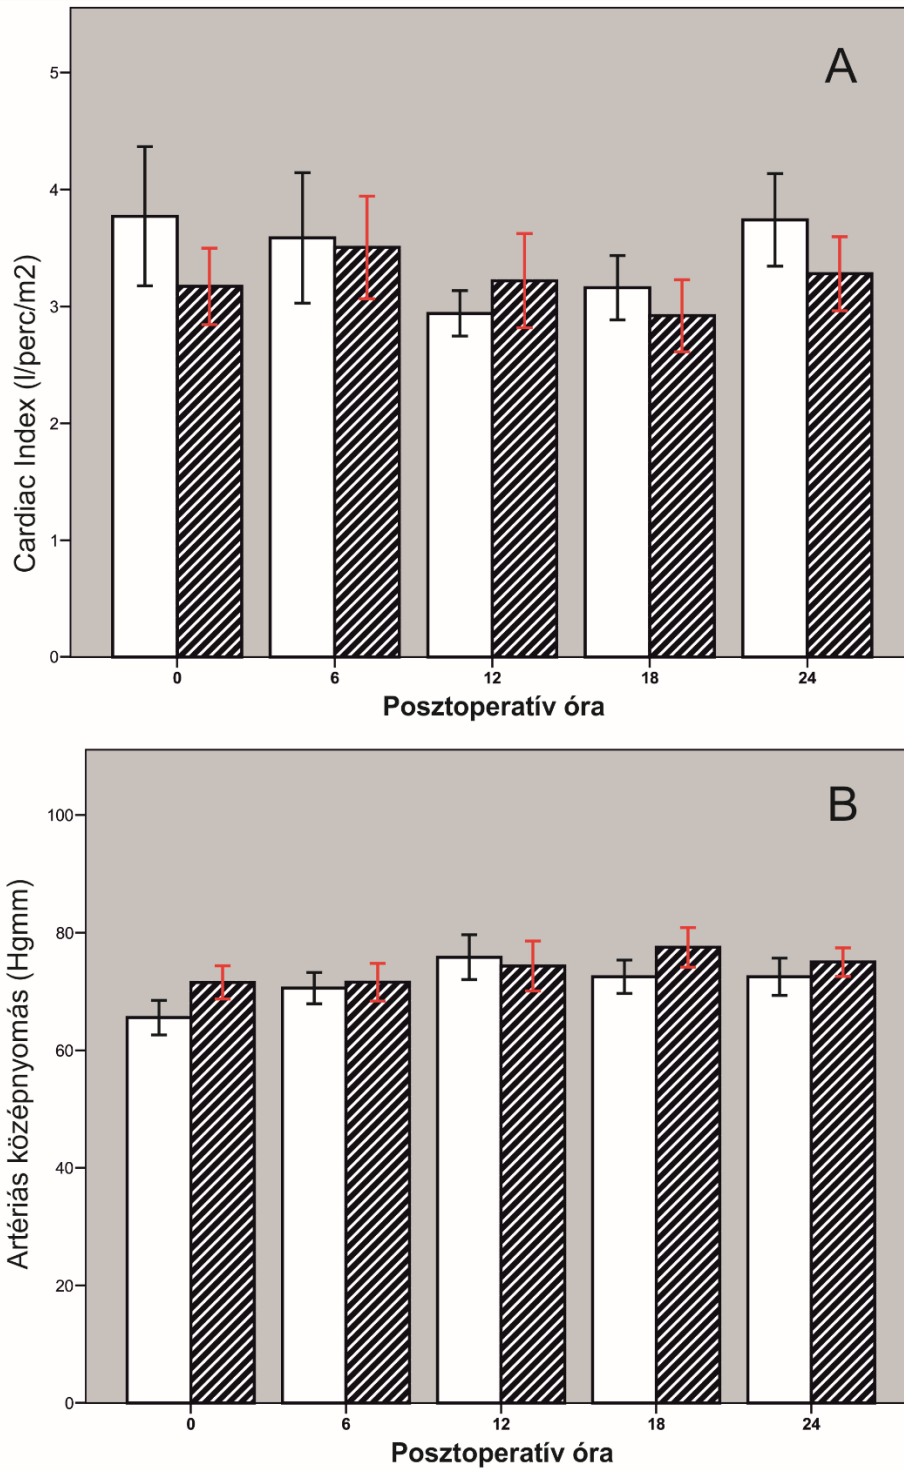 A
5
4
3
2
1
0
Cardiac Index (l/perc/m2)
0 6 12 18 24
Posztoperatív óra
B
100
80
60
40
20
0
Artériás középnyomás (Hgmm)
0 6 12 18 24
Posztoperatív óra